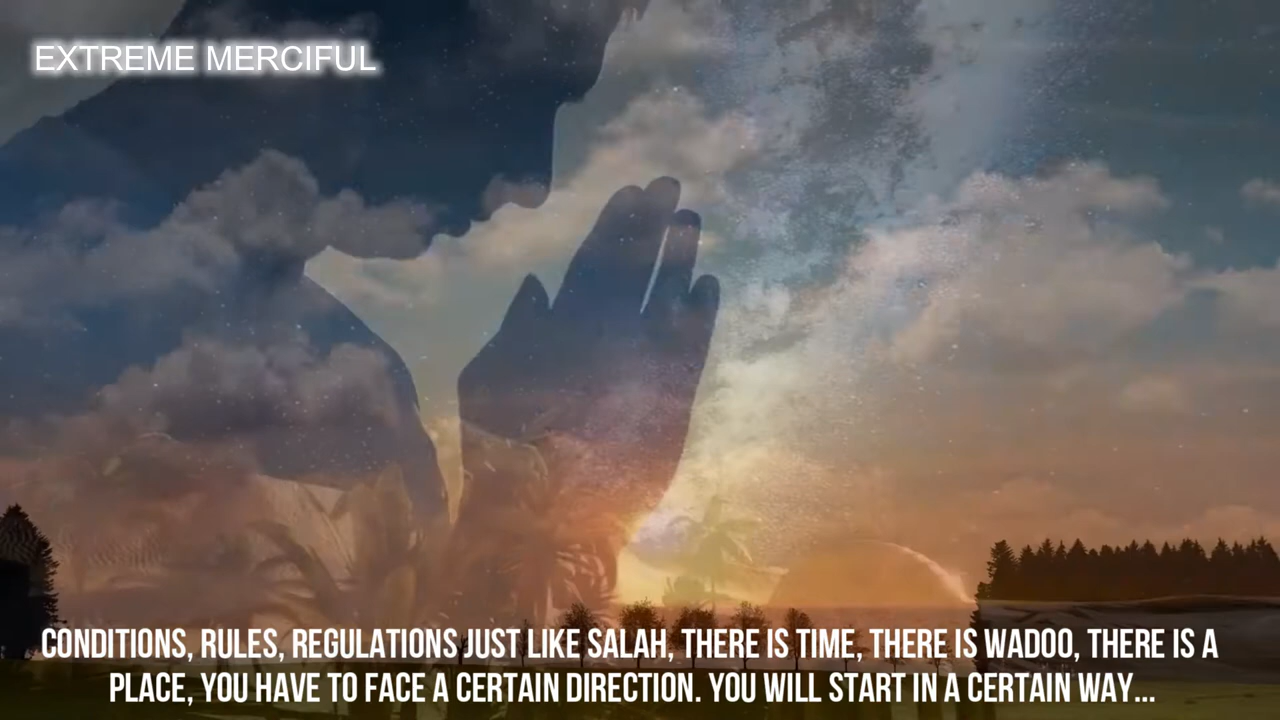 EXTREME MERCIFUL
CONDITIONS, RULES, REGULATIONS JUST LIKE SALAH, THERE IS TIME, THERE IS WADOO, THERE IS A
PLACE, YOU HAVE TO FACE A CERTAIN DIRECTION. YOU WILL START IN A CERTAIN WAY...